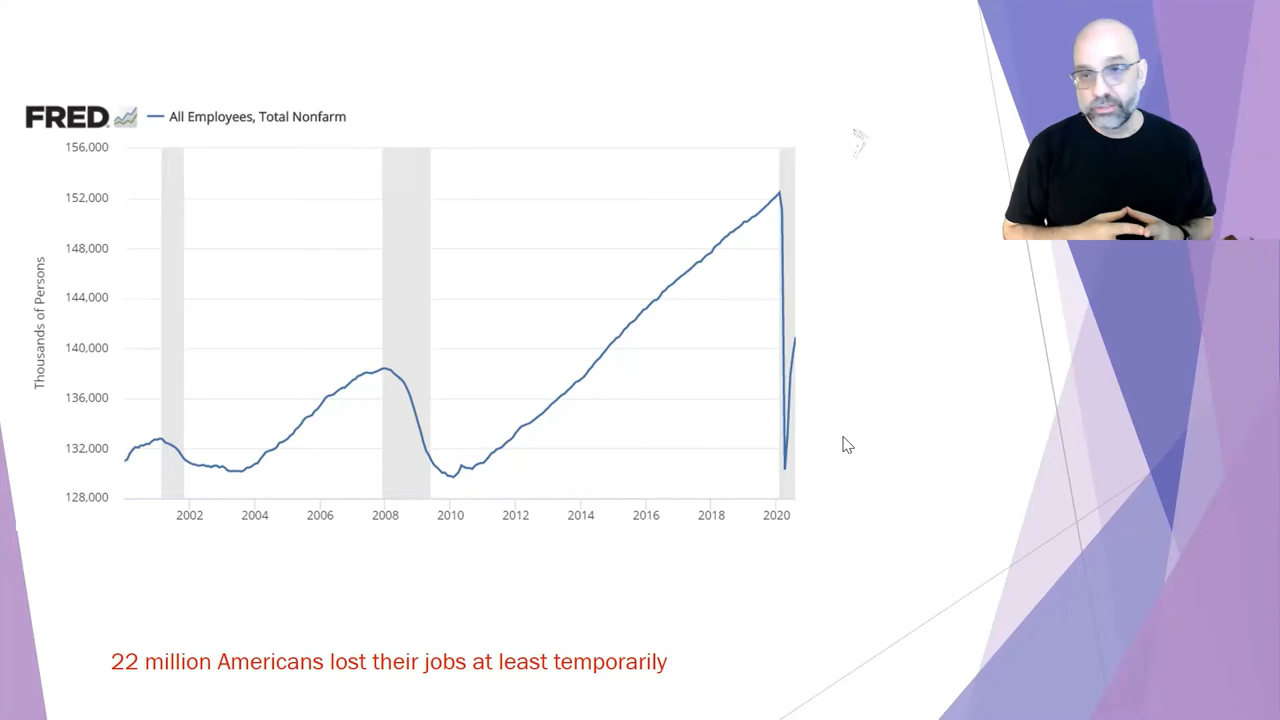 FRED All Employees, Total Nonfarm
156,000
152,000
148,000
144,000
140,000
136,000
132,000
128,000
Thousands of Persons
2002 2004 2006 2008 2010 2012 2014 2016 2018 2020
22 million Americans lost their jobs at least temporarily